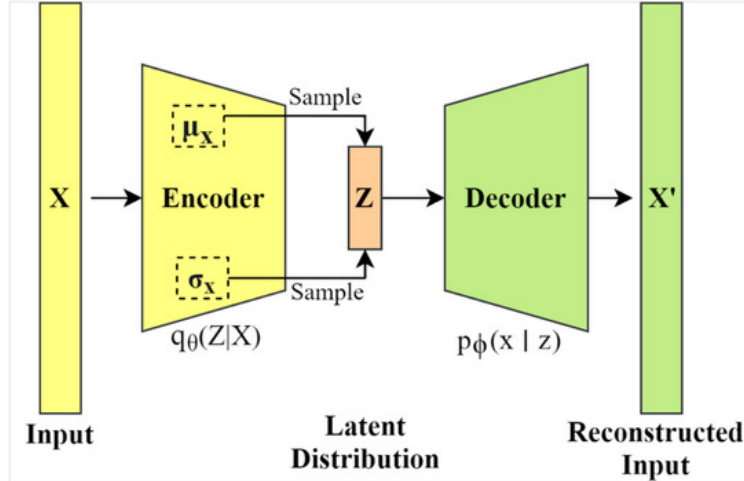 Sample
μx
X
Encoder
Z
Decoder
X'
σx
Sample
qθ(Z|X)
pϕ(x | z)
Input
Latent
Distribution
Reconstructed
Input